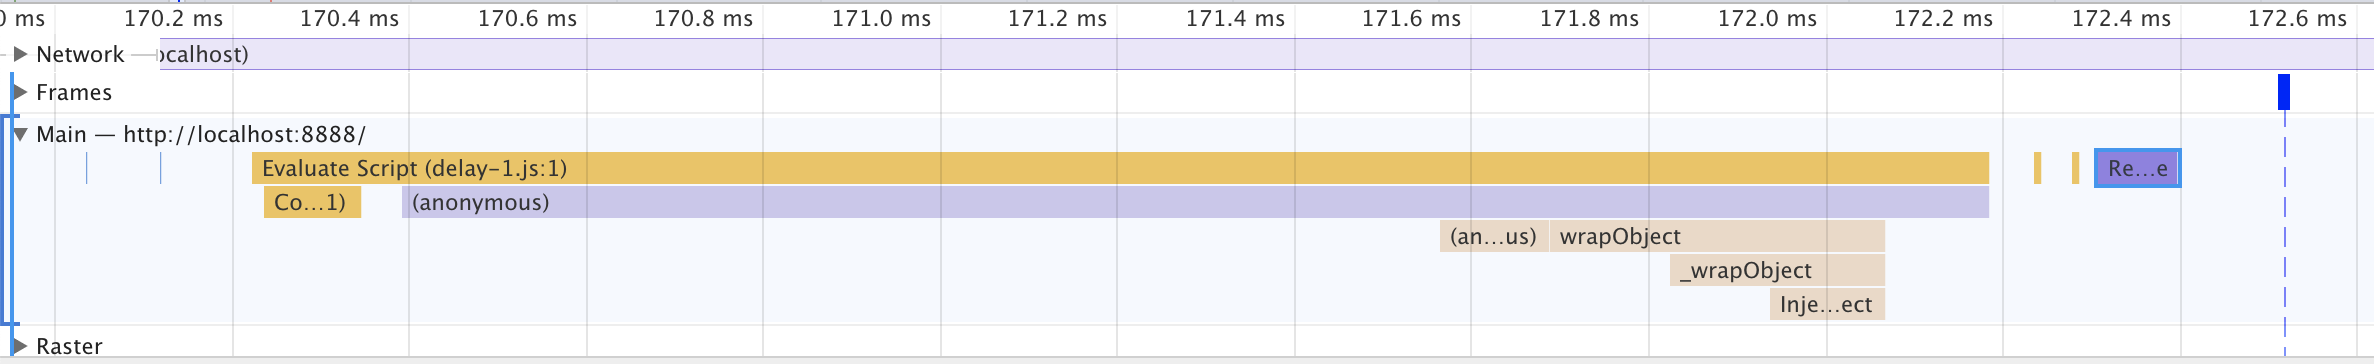 0 ms 170.2 ms 170.4 ms 170.6 ms 170.8 ms 171.0 ms 171.2 ms 171.4 ms 171.6 ms 171.8 ms 172.0 ms 172.2 ms 172.4 ms 172.6 ms
Network ocalhost)
Frames
Main — http://localhost:8888/
Evaluate Script (delay-1.js:1) Re...e
Co...1) (anonymous)
(an...us) wrapObject
_wrapObject
Inje...ect
Raster